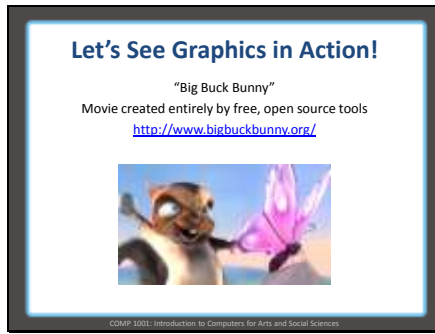 Let's See Graphics in Action!
“Big Buck Bunny”
Movie created entirely by free, open source tools
http://www.bigbuckbunny.org/
COMP 1001: Introduction to Computers for Arts and Social Sciences